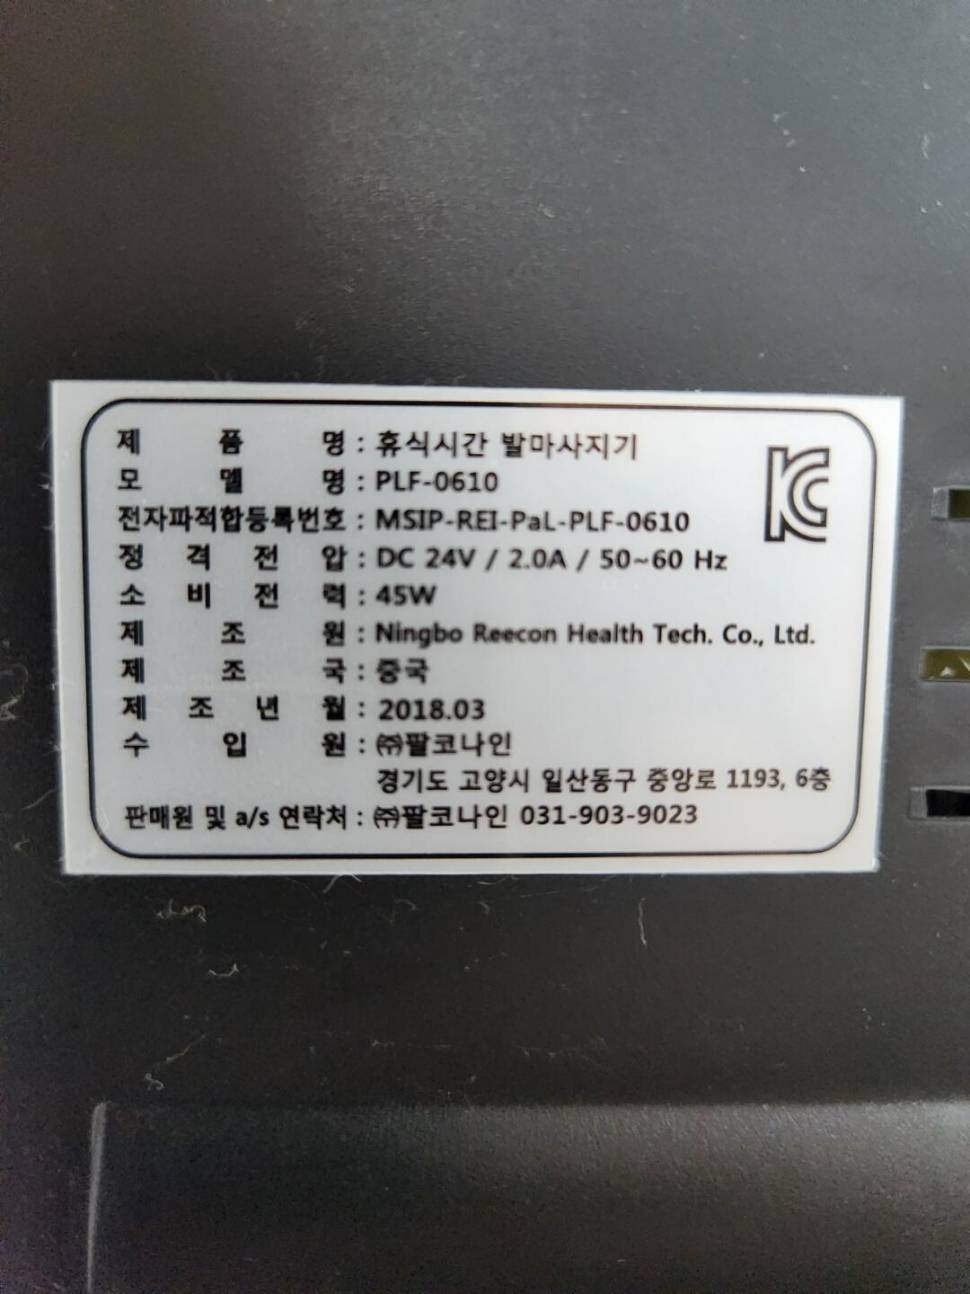 제 품 명 : 휴식시간 발마사지기
모 델 명 : PLF-0610
전자파적합등록번호 : MSIP-REI-PaL-PLF-0610
정 격 전 압 : DC 24V / 2.0A / 50~60 Hz
소 비 전 력 : 45W
제 조 원 : Ningbo Reecon Health Tech. Co., Ltd.
제 조 국 : 중국
제 조 년 월 : 2018.03
수 입 원 : ㈜팔코나인
경기도 고양시 일산동구 중앙로 1193, 6층
판매원 및 a/s 연락처 : ㈜팔코나인 031-903-9023